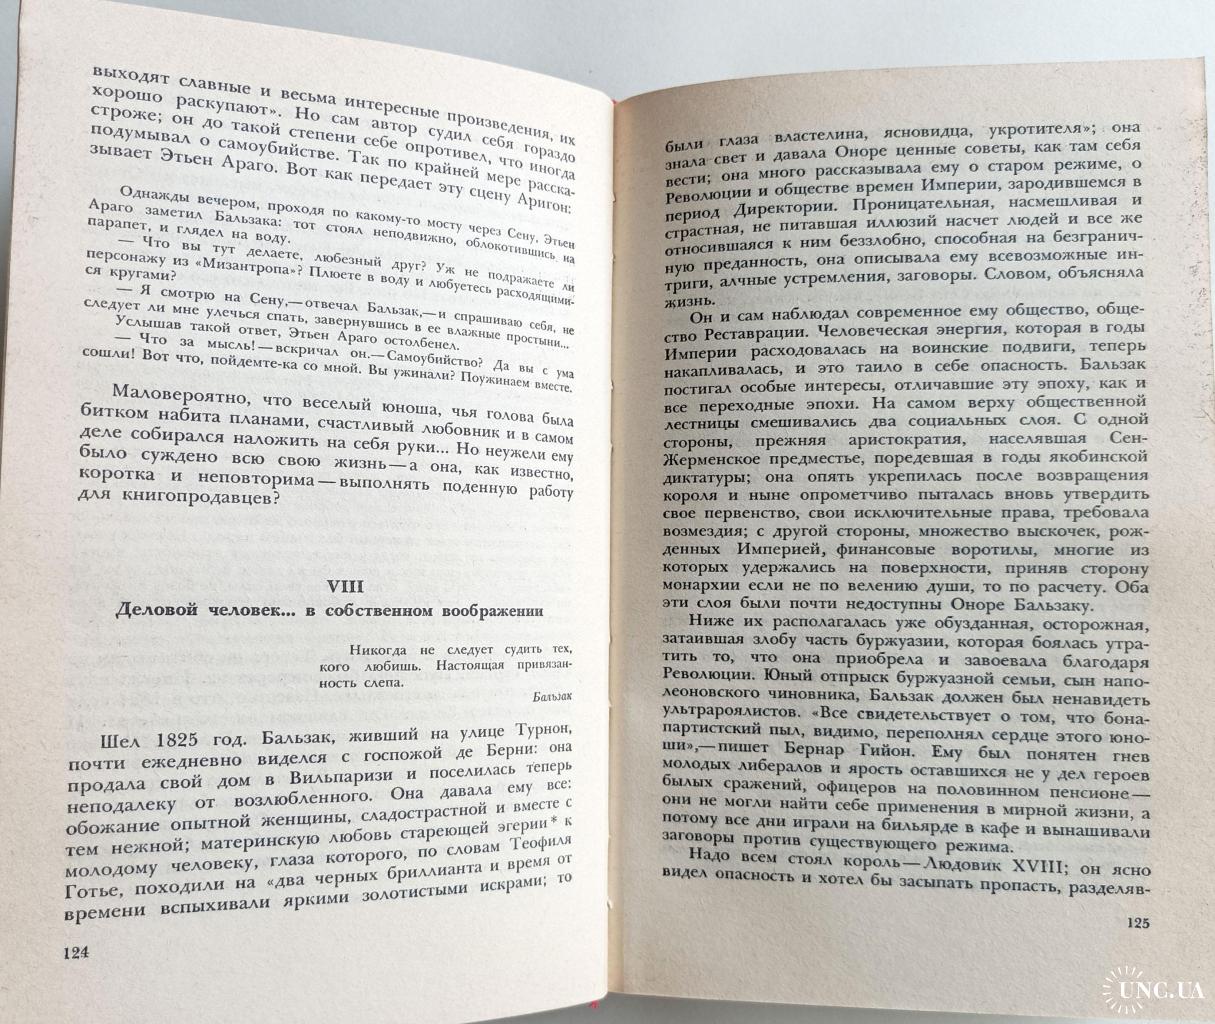 выходят славные и весьма интересные произведения, их
хорошо раскупают». Но сам автор судил себя гораздо
строже; он до такой степени себе опротивел, что иногда
подумывал о самоубийстве. Так по крайней мере расска-
зывает Этьен Араго. Вот как передает эту сцену Аригон:
Однажды вечером, проходя по какому-то мосту через Сену, Этьен
Араго заметил Бальзака: тот стоял неподвижно, облокотившись на
парапет, и глядел на воду.
— Что вы тут делаете, любезный друг? Уж не подражаете ли
персонажу из «Мизантропа»? Плюете в воду и любуетесь расходящими-
ся кругами?
— Я смотрю на Сену,—отвечал Бальзак,—и спрашиваю себя, не
следует ли мне улечься спать, завернувшись в ее влажные простыни...
Услышав такой ответ, Этьен Араго остолбенел.
— Что за мысль!—вскричал он.—Самоубийство? Да вы с ума
сошли! Вот что, пойдемте-ка со мной. Вы ужинали? Поужинаем вместе.
Маловероятно, что веселый юноша, чья голова была
битком набита планами, счастливый любовник и в самом
деле собирался наложить на себя руки... Но неужели ему
было суждено всю свою жизнь—а она, как известно,
коротка и неповторима—выполнять поденную работу
для книгопродавцев?
VIII
Деловой человек... в собственном воображении
Никогда не следует судить тех,
кого любишь. Настоящая привязан-
ность слепа.
Бальзак
Шел 1825 год. Бальзак, живший на улице Турнон,
почти ежедневно виделся с госпожой де Берни: она
продала свой дом в Вильпаризи и поселилась теперь
неподалеку от возлюбленного. Она давала ему все:
обожание опытной женщины, сладострастной и вместе с
тем нежной; материнскую любовь стареющей эгерии* к
молодому человеку, глаза которого, по словам Теофиля
Готье, походили на «два черных бриллианта и время от
времени вспыхивали яркими золотистыми искрами; то
124
были глаза властелина, ясновидца, укротителя»; она
знала свет и давала Оноре ценные советы, как там себя
вести; она много рассказывала ему о старом режиме, о
Революции и обществе времен Империи, зародившемся в
период Директории. Проницательная, насмешливая и
страстная, не питавшая иллюзий насчет людей и все же
относившаяся к ним беззлобно, способная на безгранич-
ную преданность, она описывала ему всевозможные ин-
триги, алчные устремления, заговоры. Словом, объясняла
жизнь.
Он и сам наблюдал современное ему общество, обще-
ство Реставрации. Человеческая энергия, которая в годы
Империи расходовалась на воинские подвиги, теперь
накапливалась, и это таило в себе опасность. Бальзак
постигал особые интересы, отличавшие эту эпоху, как и
все переходные эпохи. На самом верху общественной
лестницы смешивались два социальных слоя. С одной
стороны, прежняя аристократия, населявшая Сен-
Жерменское предместье, поредевшая в годы якобинской
диктатуры; она опять укрепилась после возвращения
короля и ныне опрометчиво пыталась вновь утвердить
свое первенство, свои исключительные права, требовала
возмездия; с другой стороны, множество выскочек, рож-
денных Империей, финансовые воротилы, многие из
которых удержались на поверхности, приняв сторону
монархии если не по велению души, то по расчету. Оба
эти слоя были почти недоступны Оноре Бальзаку.
Ниже их располагалась уже обузданная, осторожная,
затаившая злобу часть буржуазии, которая боялась утра-
тить то, что она приобрела и завоевала благодаря
Революции. Юный отпрыск буржуазной семьи, сын напо-
леоновского чиновника, Бальзак должен был ненавидеть
ультрароялистов. «Все свидетельствует о том, что бона-
партистский пыл, видимо, переполнял сердце этого юно-
ши»,—пишет Бернар Гийон. Ему был понятен гнев
молодых либералов и ярость оставшихся не у дел героев
былых сражений, офицеров на половинном пенсионе—
они не могли найти себе применения в мирной жизни, а
потому все дни играли на бильярде в кафе и вынашивали
заговоры против существующего режима.
Надо всем стоял король—Людовик XVIII; он ясно
видел опасность и хотел бы засыпать пропасть, разделяв-
125
UNC.UA